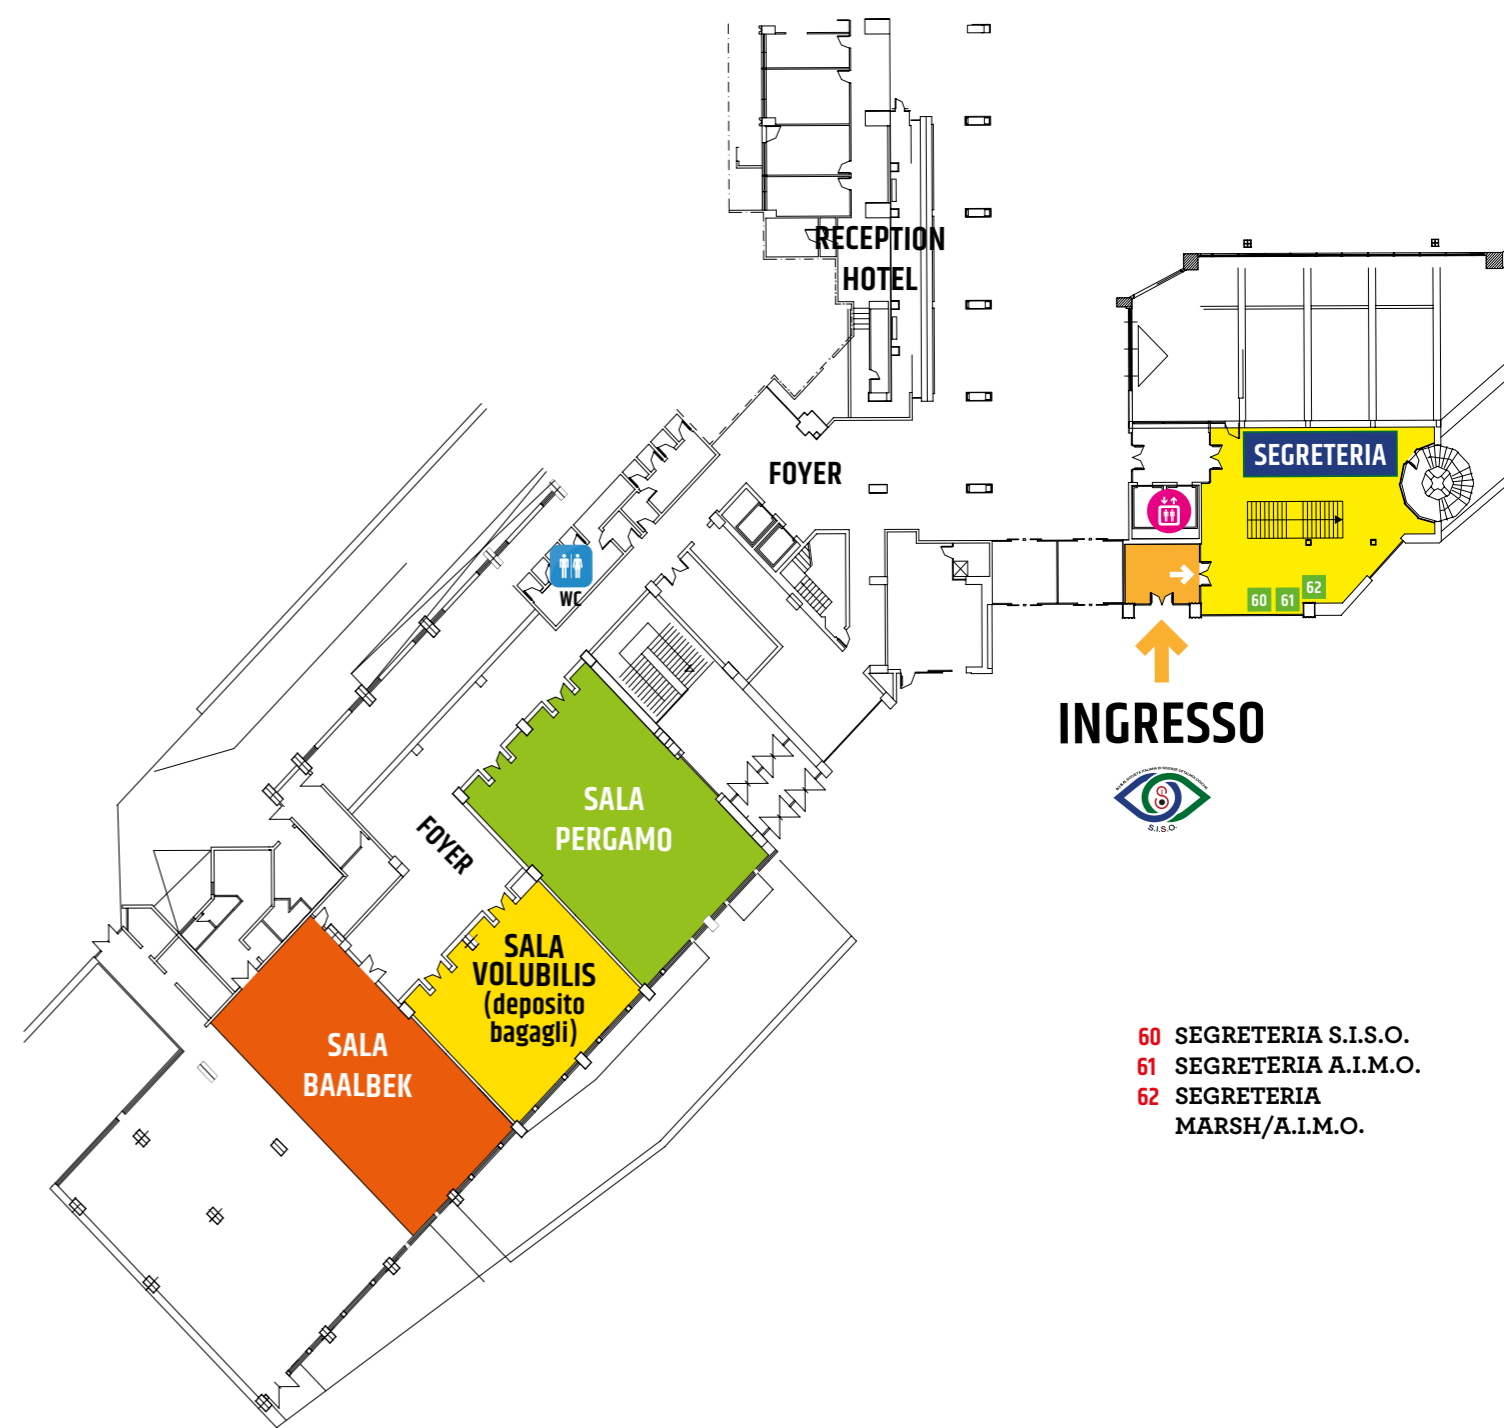 RECEPTION
HOTEL
FOYER
SEGRETERIA
WC
60
61
62
INGRESSO
S.I.S.O.
SALA
PERGAMO
FOYER
SALA
VOLUBILIS
(deposito
bagagli)
SALA
BAALBEK
60 SEGRETERIA S.I.S.O.
61 SEGRETERIA A.I.M.O.
62 SEGRETERIA
MARSH/A.I.M.O.